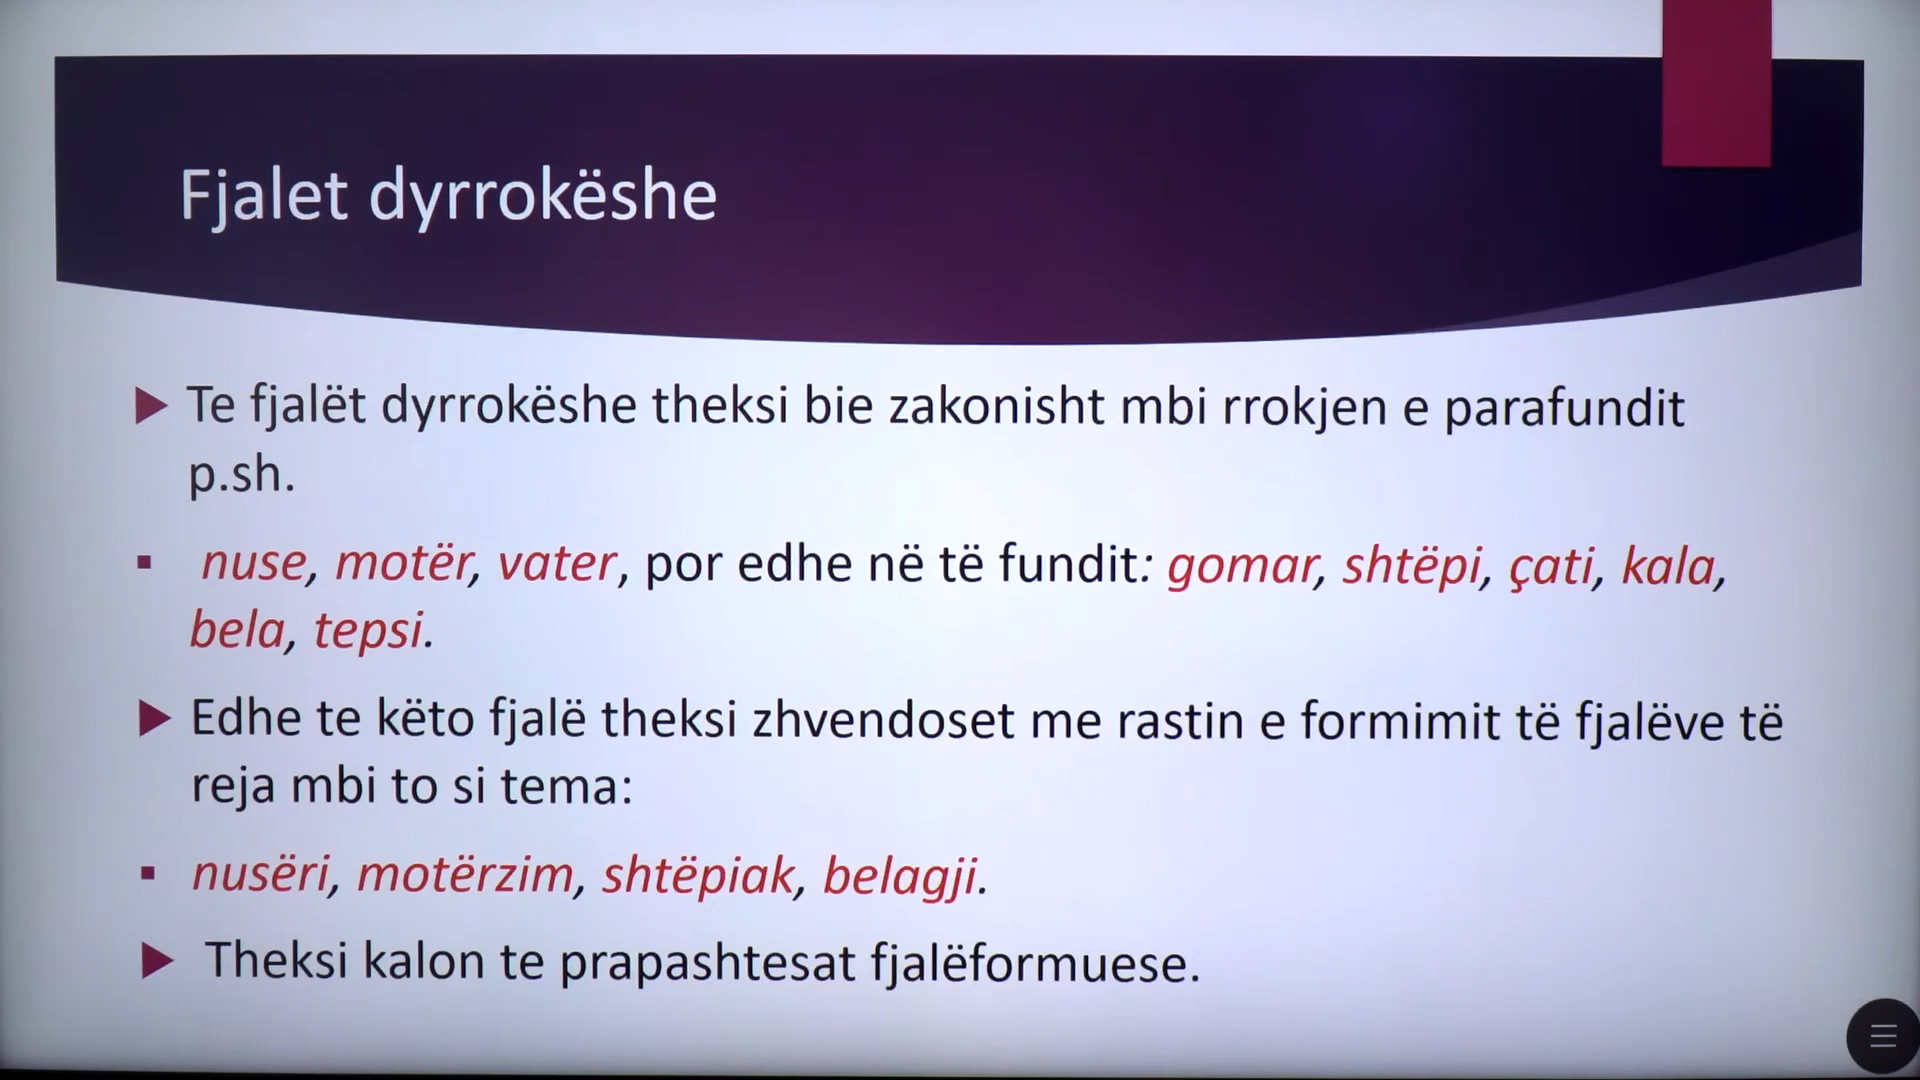 Fjalet dyrrokëshe
Te fjalët dyrrokëshe theksi bie zakonisht mbi rrokjen e parafundit
p.sh.
nuse, motër, vater, por edhe në të fundit: gomar, shtëpi, çati, kala,
bela, tepsi.
Edhe te këto fjalë theksi zhvendoset me rastin e formimit të fjalëve të
reja mbi to si tema:
nusëri, motërzim, shtëpiak, belagji.
Theksi kalon te prapashtesat fjalëformuese.